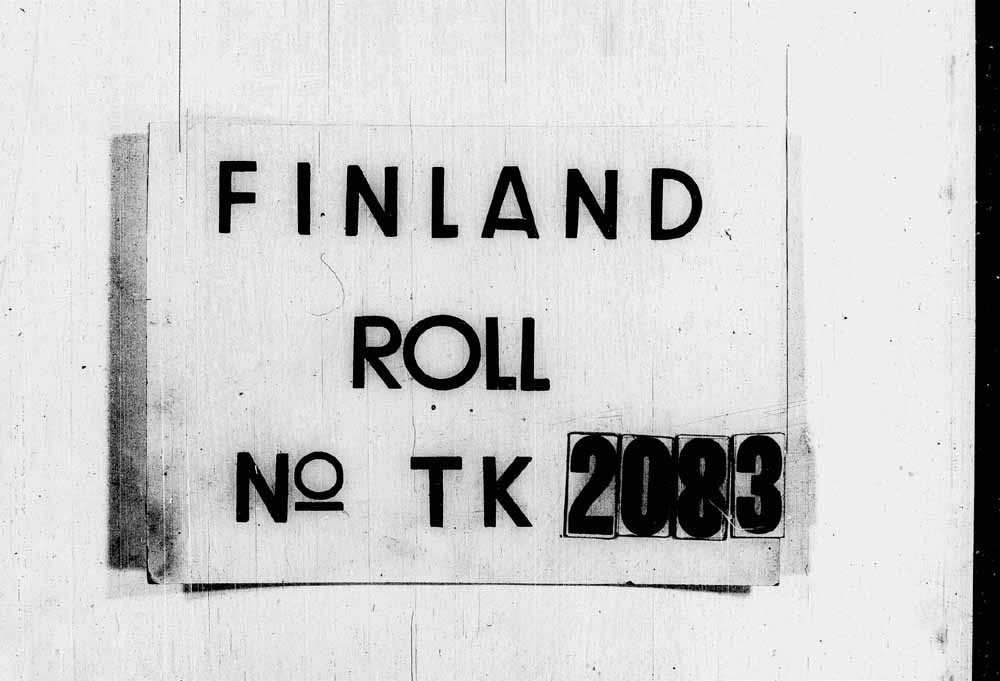 FINLAND
ROLL
Nº TK 2083